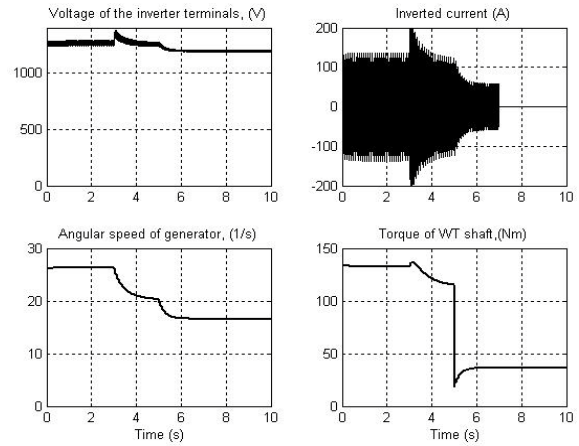 Voltage of the inverter terminals, (V)
1000
500
0
0 2 4 6 8 10
Inverted current (A)
200
100
0
-100
-200
0 2 4 6 8 10
Angular speed of generator, (1/s)
30
20
10
0
0 2 4 6 8 10
Time (s)
Torque of WT shaft,(Nm)
150
100
50
0
0 2 4 6 8 10
Time (s)